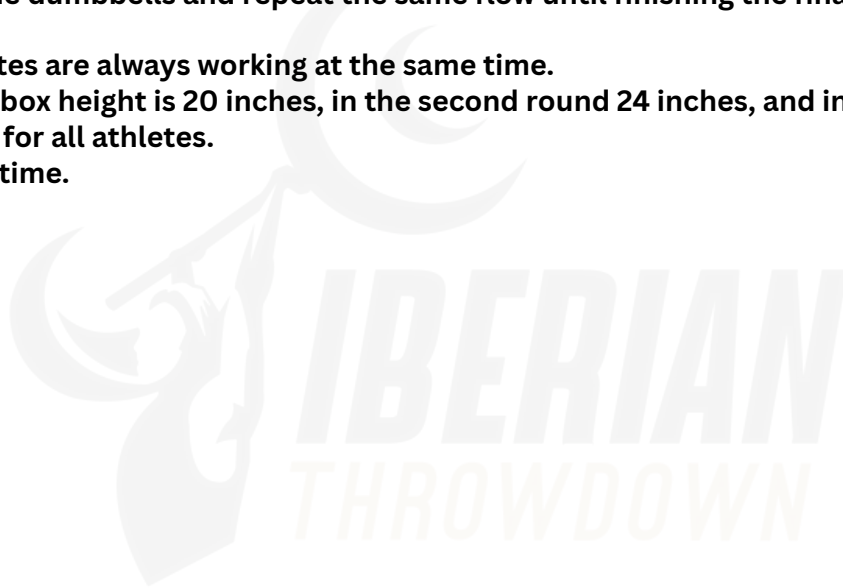 dumbbells and repeat the same flow until finishing the
tes are always working at the same time.
box height is 20 inches, in the second round 24 inches, and in
for all athletes.
time.
IBERIAN
THROWDOWN